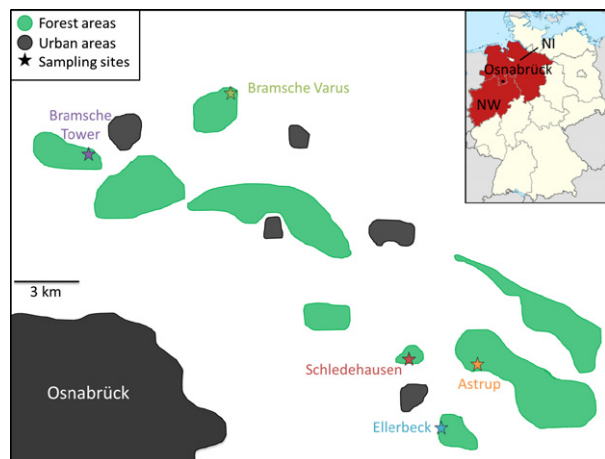 Forest areas
Urban areas
Sampling sites
NI
Osnabrück
NW
Bramsche Varus
Bramsche
Tower
3 km
Schledehausen
Astrup
Osnabrück
Ellerbeck